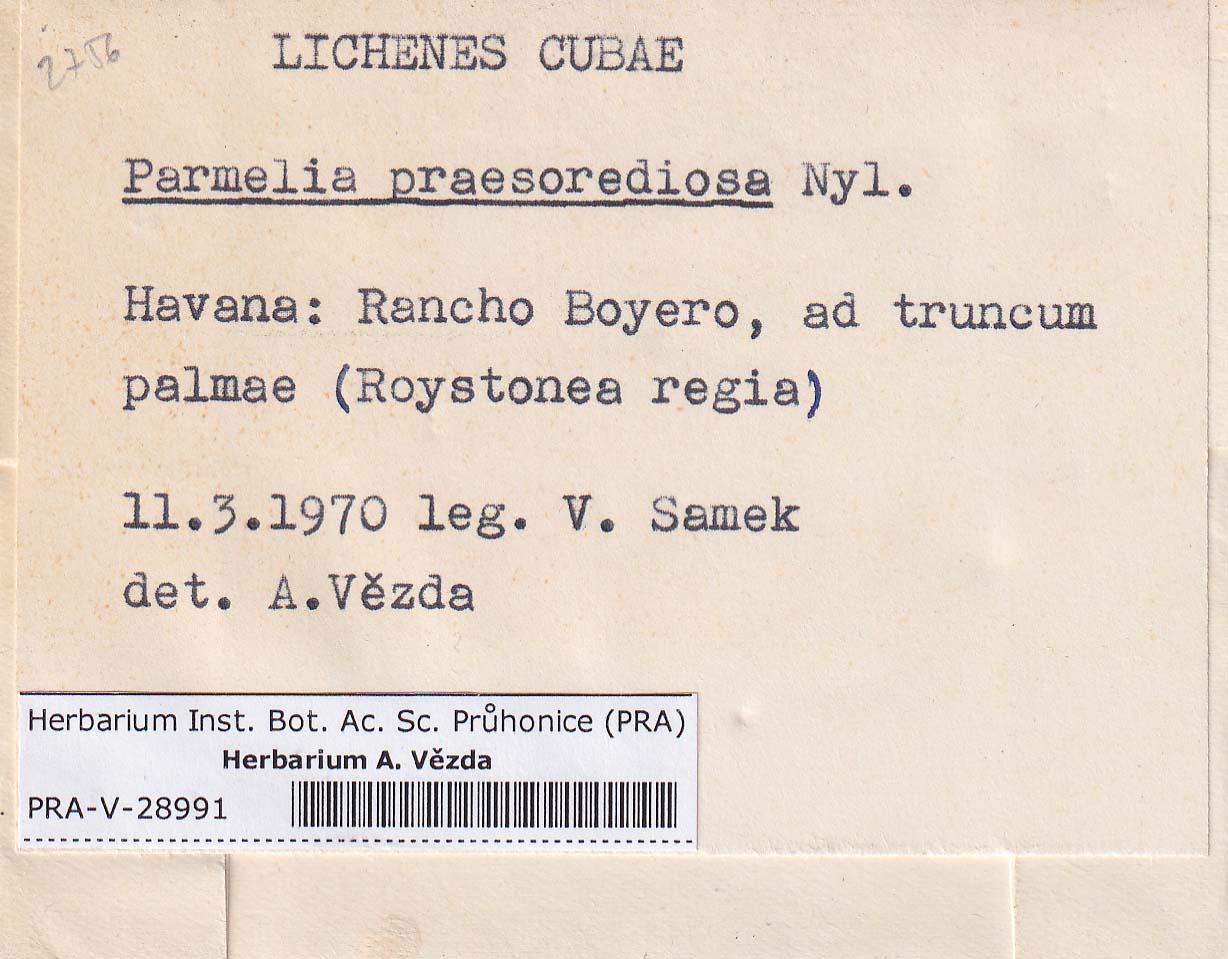 2756
LICHENES CUBAE
Parmelia praesorediosa Nyl.
Havana: Rancho Boyero, ad truncum
palmae (Roystonea regia)
11.3.1970 leg. V. Samek
det. A.Vězda
Herbarium Inst. Bot. Ac. Sc. Průhonice (PRA)
Herbarium A. Vězda
PRA-V-28991